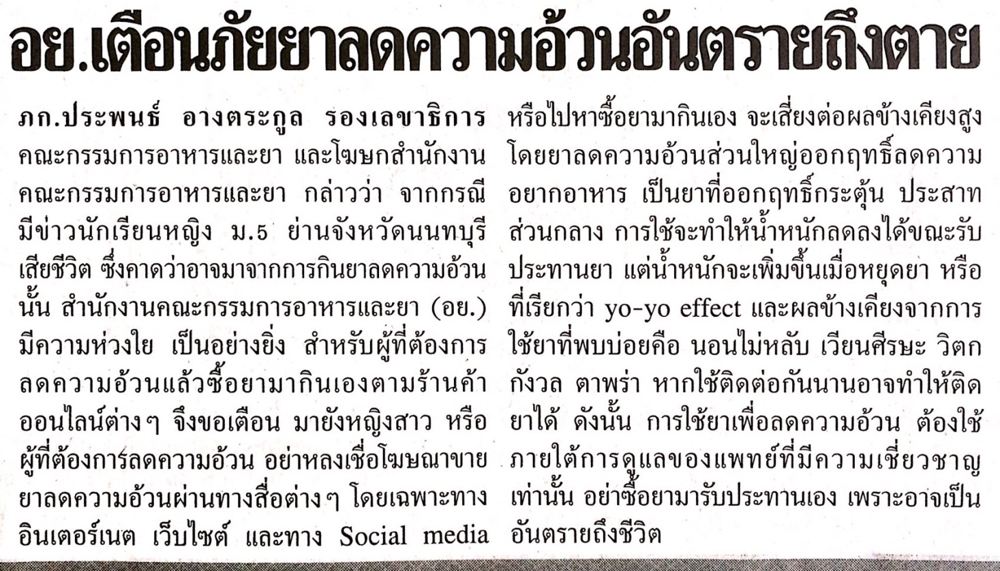 อย.เตือนภัยยาลดความอ้วนอันตรายถึงตาย
ภก.ประพนธ์ อางตระกูล รองเลขาธิการ
คณะกรรมการอาหารและยา และโฆษกสำนักงาน
คณะกรรมการอาหารและยา กล่าวว่า จากกรณี
มีข่าวนักเรียนหญิง ม.5 ย่านจังหวัดนนทบุรี
เสียชีวิต ซึ่งคาดว่าอาจมาจากการกินยาลดความอ้วน
นั้น สำนักงานคณะกรรมการอาหารและยา (อย.)
มีความห่วงใย เป็นอย่างยิ่ง สำหรับผู้ที่ต้องการ
ลดความอ้วนแล้วซื้อยามากินเองตามร้านค้า
ออนไลน์ต่างๆ จึงขอเตือน มายังหญิงสาว หรือ
ผู้ที่ต้องการลดความอ้วน อย่าหลงเชื่อโฆษณาขาย
ยาลดความอ้วนผ่านทางสื่อต่างๆ โดยเฉพาะทาง
อินเตอร์เนต เว็บไซต์ และทาง Social media
หรือไปหาซื้อยามากินเอง จะเสี่ยงต่อผลข้างเคียงสูง
โดยยาลดความอ้วนส่วนใหญ่ออกฤทธิ์ลดความ
อยากอาหาร เป็นยาที่ออกฤทธิ์กระตุ้น ประสาท
ส่วนกลาง การใช้จะทำให้น้ำหนักลดลงได้ขณะรับ
ประทานยา แต่น้ำหนักจะเพิ่มขึ้นเมื่อหยุดยา หรือ
ที่เรียกว่า yo-yo effect และผลข้างเคียงจากการ
ใช้ยาที่พบบ่อยคือ นอนไม่หลับ เวียนศีรษะ วิตก
กังวล ตาพร่า หากใช้ติดต่อกันนานอาจทำให้ติด
ยาได้ ดังนั้น การใช้ยาเพื่อลดความอ้วน ต้องใช้
ภายใต้การดูแลของแพทย์ที่มีความเชี่ยวชาญ
เท่านั้น อย่าซื้อยามารับประทานเอง เพราะอาจเป็น
อันตรายถึงชีวิต